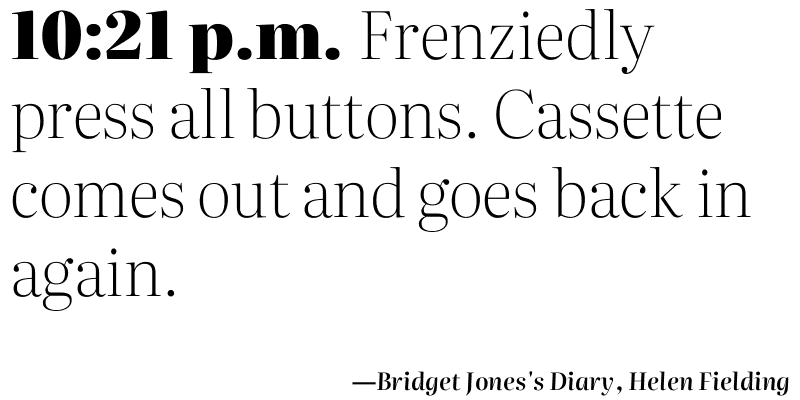 10:21 p.m. Frenziedly
press all buttons. Cassette
comes out and goes back in
again.
—Bridget Jones's Diary, Helen Fielding